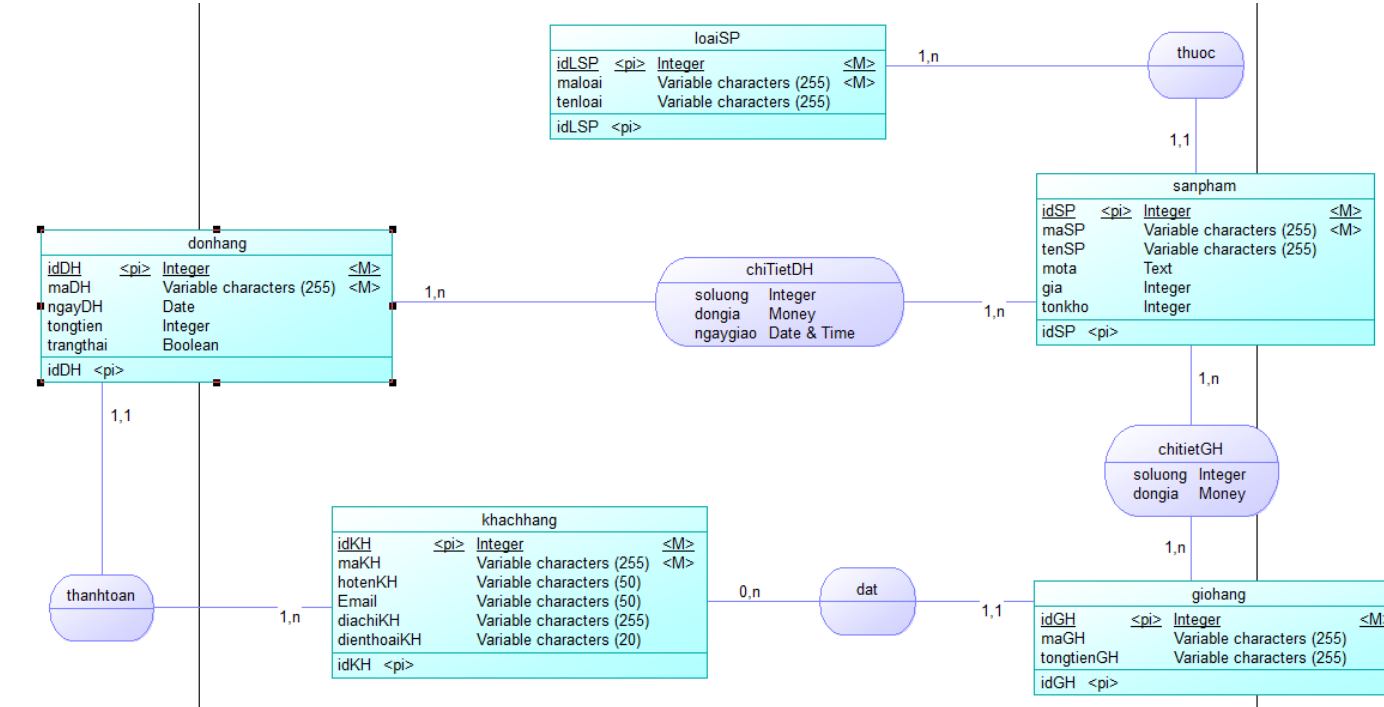 loaiSP
idLSP <pi> Integer <M>
maloai Variable characters (255) <M>
tenloai Variable characters (255)
idLSP <pi>
1,n
thuoc
1,1
sanpham
idSP <pi> Integer <M>
maSP Variable characters (255) <M>
tenSP Variable characters (255)
mota Text
gia Integer
tonkho Integer
idSP <pi>
donhang
idDH <pi> Integer <M>
maDH Variable characters (255) <M>
ngayDH Date
tongtien Integer
trangthai Boolean
idDH <pi>
1,n
chiTietDH
soluong Integer
dongia Money
ngaygiao Date & Time
1,n
1,n
1,1
chitietGH
soluong Integer
dongia Money
1,n
khachhang
idKH <pi> Integer <M>
maKH Variable characters (255) <M>
hotenKH Variable characters (50)
Email Variable characters (50)
diachiKH Variable characters (255)
dienthoaiKH Variable characters (20)
idKH <pi>
thanhtoan
1,n
0,n
dat
1,1
giohang
idGH <pi> Integer <M
maGH Variable characters (255)
tongtienGH Variable characters (255)
idGH <pi>